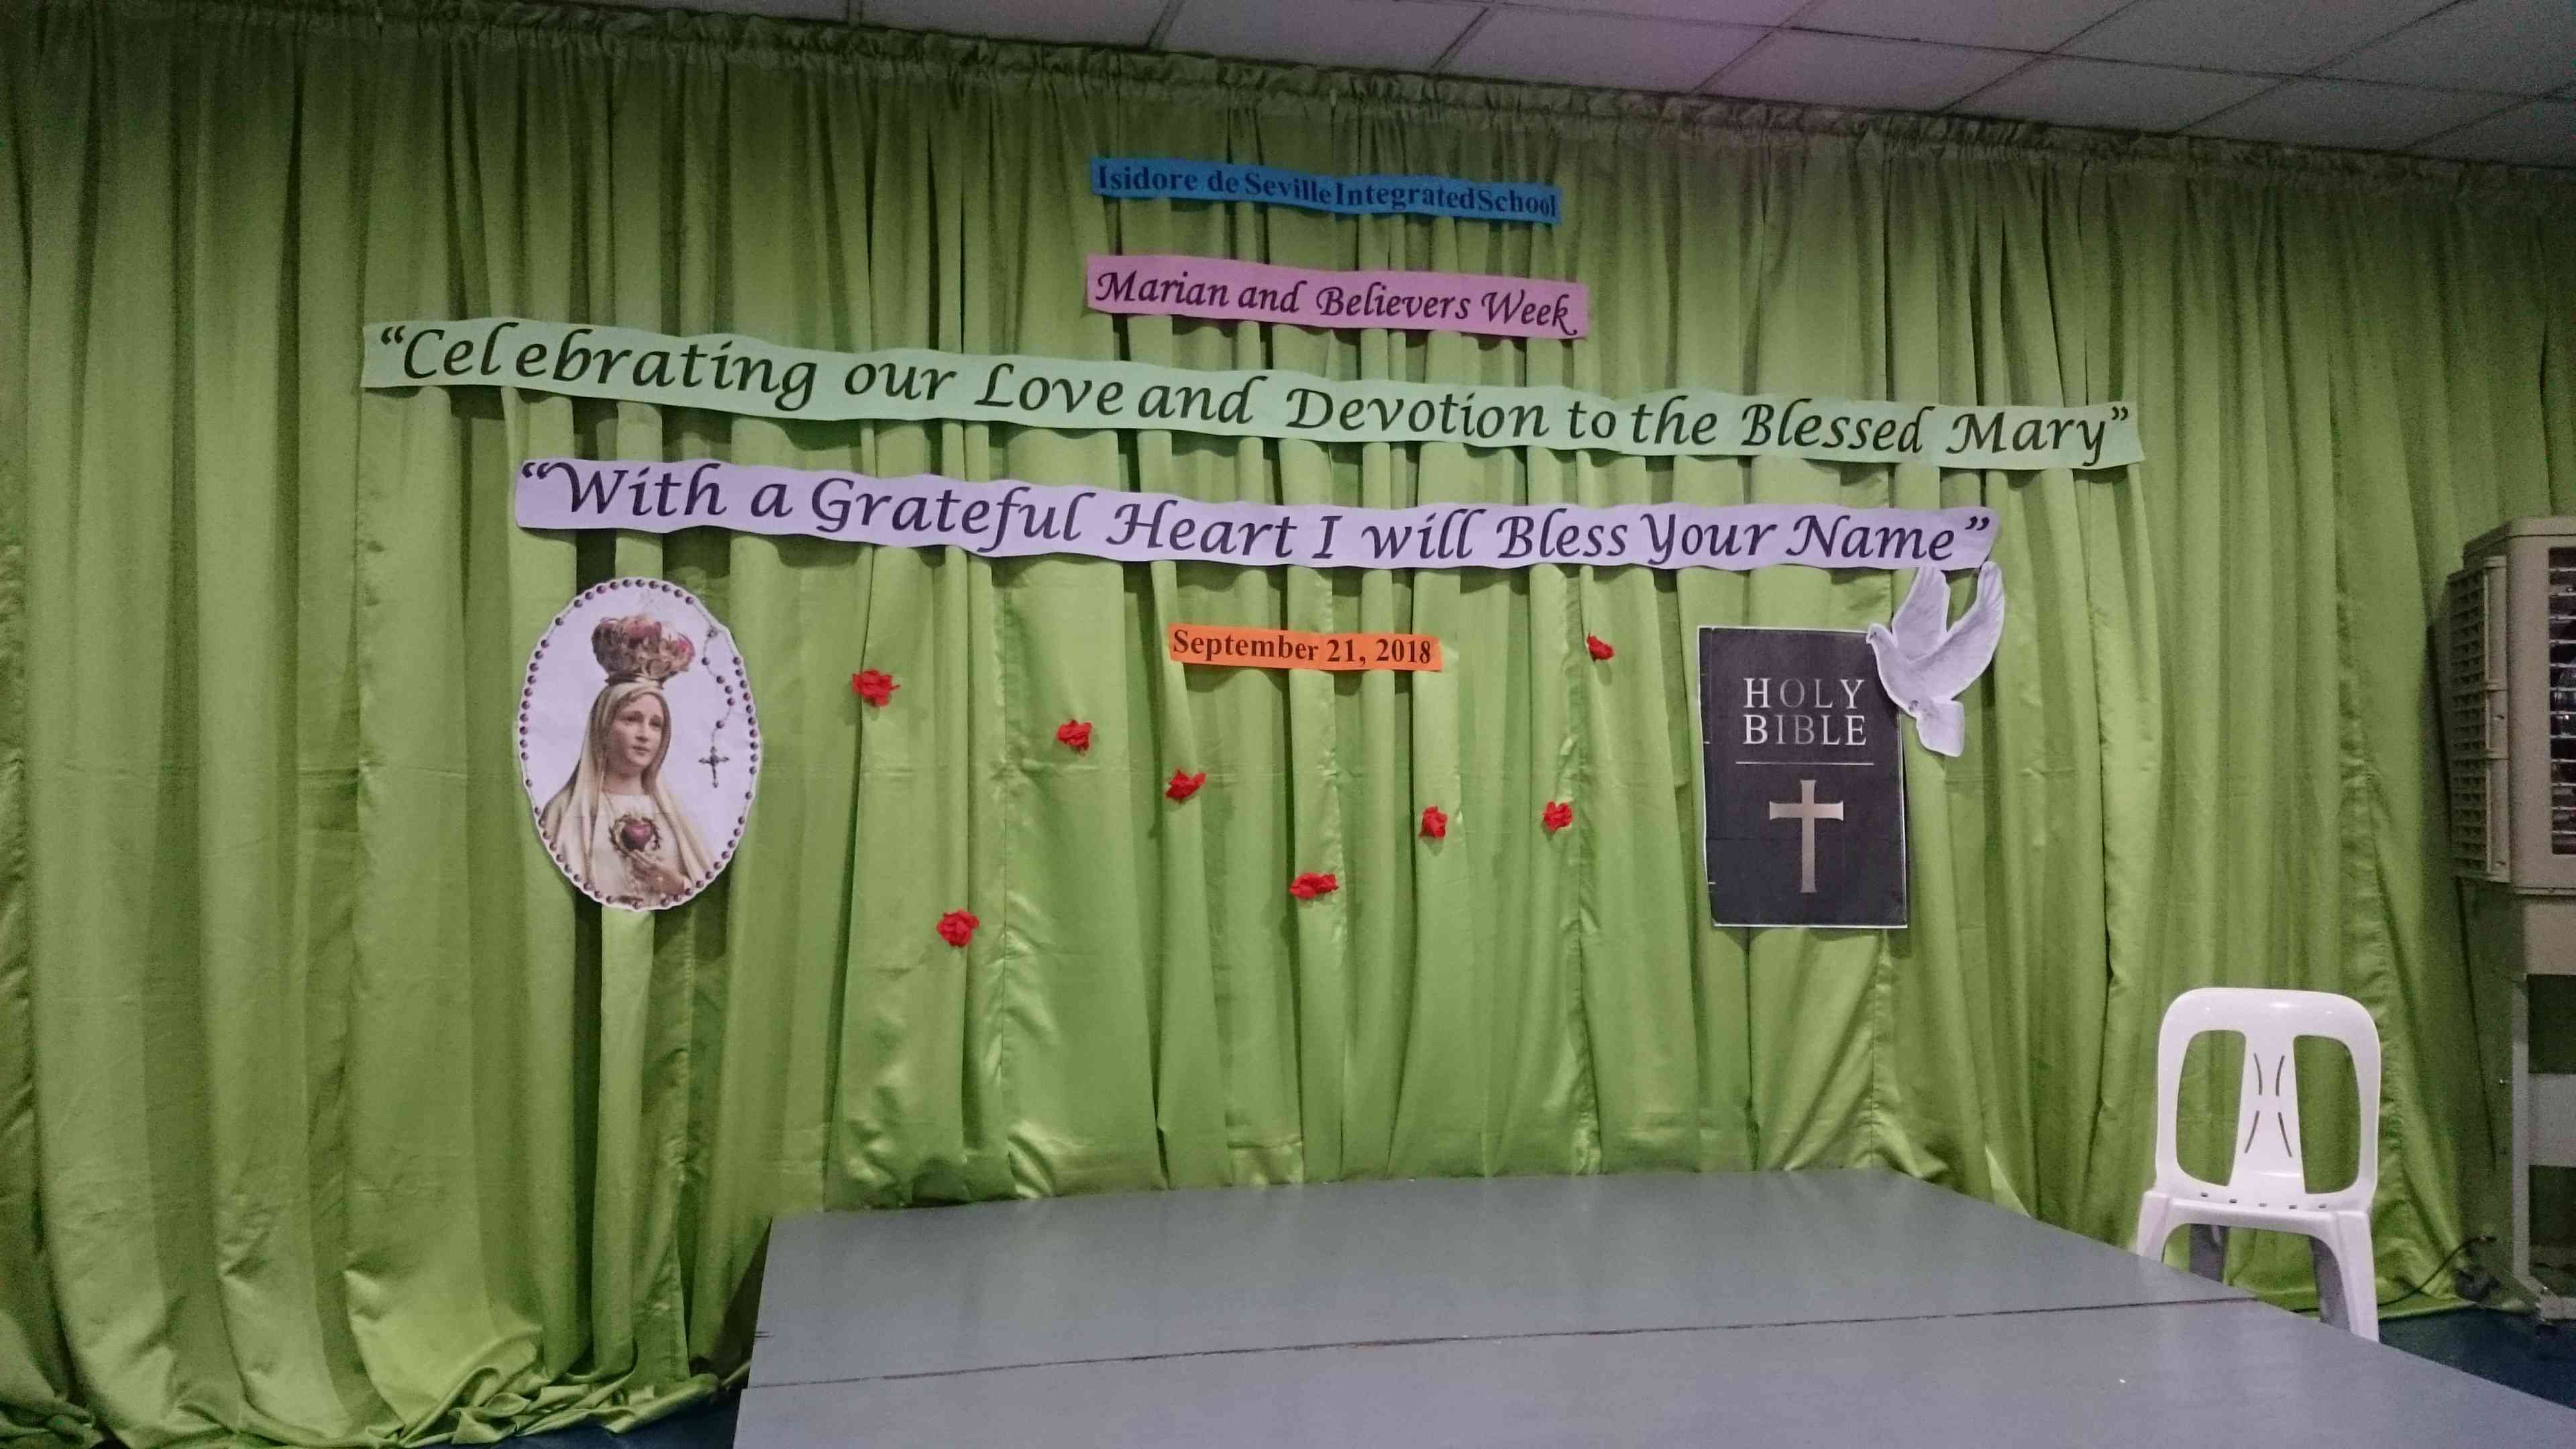 Isidore de Seville Integrated School
Marian and Believers Week
“Celebrating our Love and Devotion to the Blessed Mary”
“With a Grateful Heart I will Bless Your Name”
September 21, 2018
HOLY
BIBLE